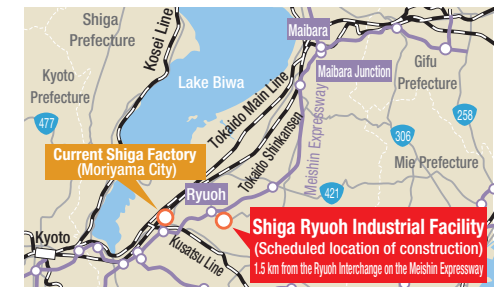 Shiga
Prefecture
Kosei Line
Maibara
Kyoto
Prefecture
Lake Biwa
Tokaido Main Line
Maibara Junction
Gifu
Prefecture
477
Tokaido Shinkansen
Meishin Expressway
306
258
Current Shiga Factory
(Moriyama City)
Mie Prefecture
Ryuoh
421
Shiga Ryuoh Industrial Facility
(Scheduled location of construction)
1.5 km from the Ryuoh Interchange on the Meishin Expressway
Kyoto
Kusatsu Line